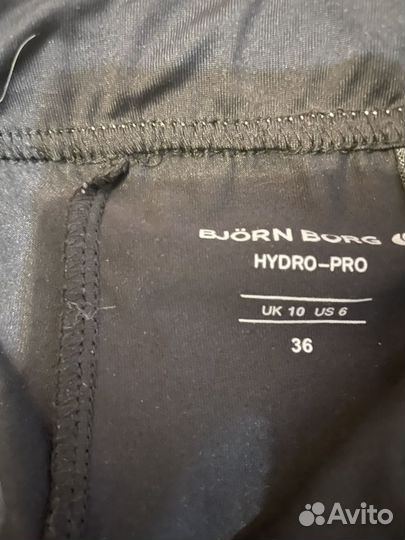 BJÖRN BORG
HYDRO-PRO
UK 10 US 6
36
Avito